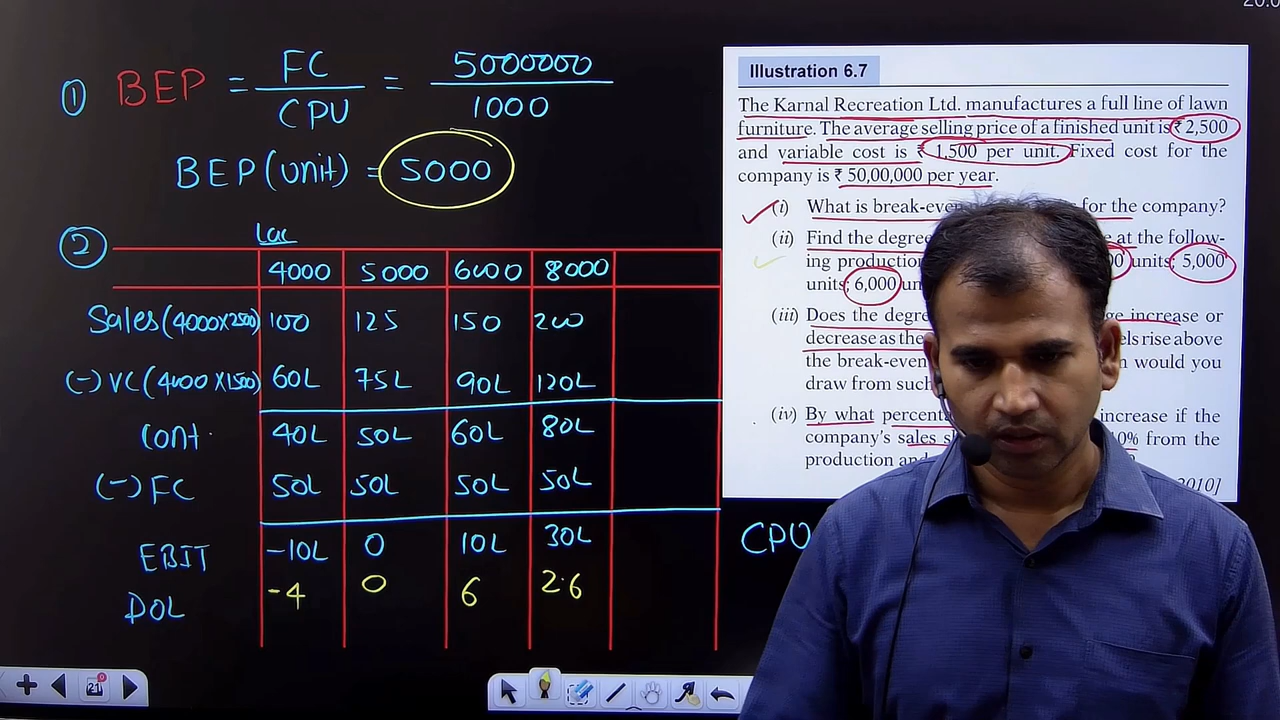 20:0
① BEP = FC / CPU = 5000000 / 1000
BEP (unit) = 5000
② Lac
4000 5000 6000 8000
Sales (4000×2500) 100 125 150 200
(-) VC (4000 ×1500) 60L 75L 90L 120L
Cont. 40L 50L 60L 80L
(-) FC 50L 50L 50L 50L
EBIT -10L 0 10L 30L
DOL -4 0 6 2.6
21
Illustration 6.7
The Karnal Recreation Ltd. manufactures a full line of lawn
furniture. The average selling price of a finished unit is ₹ 2,500
and variable cost is ₹ 1,500 per unit. Fixed cost for the
company is ₹ 50,00,000 per year.
(i) What is break-even for the company?
(ii) Find the degree at the follow-
ing production units; 5,000
units; 6,000
(iii) Does the degree increase or
decrease as the rise above
the break-even would you
draw from such
(iv) By what percentage increase if the
company's sales from the
production and
2010]
CPU